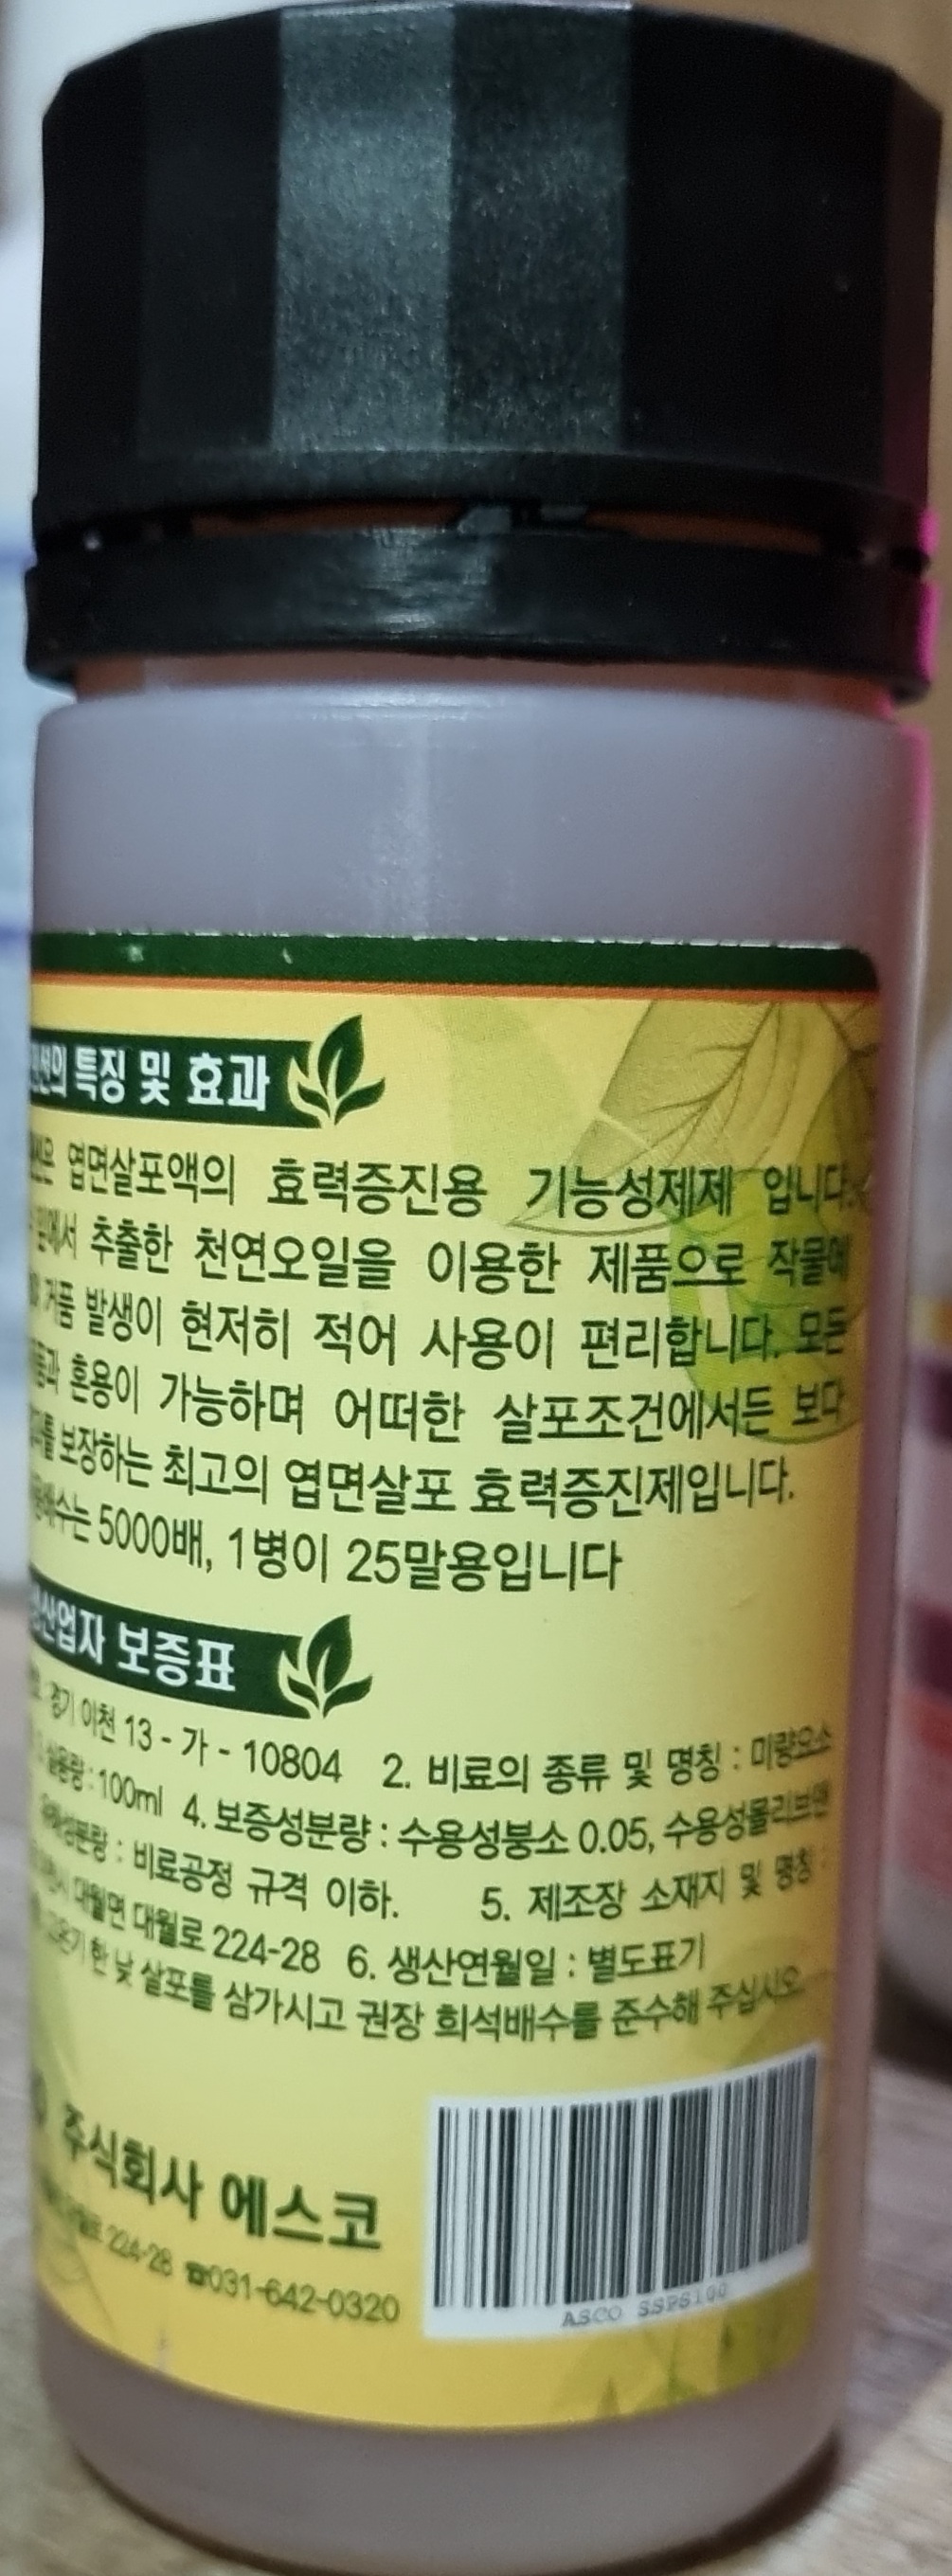 특징 및 효과
엽면살포액의 효력증진용 기능성제제 입니다.
추출한 천연오일을 이용한 제품으로 작물에
거품 발생이 현저히 적어 사용이 편리합니다. 모든
혼용이 가능하며 어떠한 살포조건에서든 보다
보장하는 최고의 엽면살포 효력증진제입니다.
5000배, 1병이 25말용입니다
생산업자 보증표
경기 이천 13 - 가 - 10804 2. 비료의 종류 및 명칭 : 미량요소
실용량 : 100ml 4. 보증성분량 : 수용성붕소 0.05, 수용성몰리브덴
유해성분량 : 비료공정 규격 이하. 5. 제조장 소재지 및 명칭 :
대월면 대월로 224-28 6. 생산연월일 : 별도표기
한 낮 살포를 삼가시고 권장 희석배수를 준수해 주십시오.
주식회사 에스코
224-28 ☎031-642-0320
ASCO SSPS100